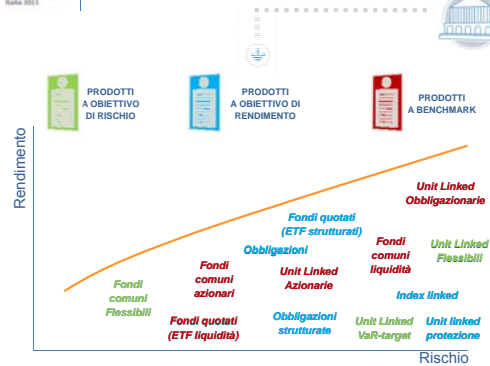 Italia 2011
PRODOTTI
A OBIETTIVO
DI RISCHIO
PRODOTTI
A OBIETTIVO DI
RENDIMENTO
PRODOTTI
A BENCHMARK
Rendimento
Unit Linked
Obbligazionarie
Fondi quotati
(ETF strutturati)
Obbligazioni
Fondi
comuni
liquidità
Unit Linked
Flessibili
Fondi
comuni
azionari
Unit Linked
Azionarie
Fondi
comuni
Flessibili
Index linked
Fondi quotati
(ETF liquidità)
Obbligazioni
strutturate
Unit Linked
VaR-target
Unit linked
protezione
Rischio